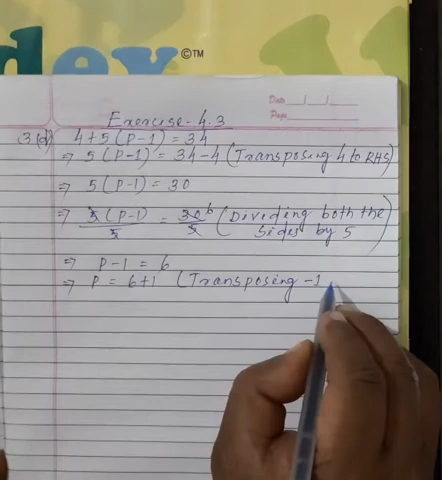 dex ©™
Date / /
Page
Exercise - 4.3
3(d) 4+5(P-1) = 34
⇒ 5(P-1) = 34-4 (Transposing 4 to RHS)
⇒ 5(P-1) = 30
⇒ 5(P-1)/5 = 30/5 6 (Dividing both the
Sides by 5)
⇒ P-1 = 6
⇒ P = 6+1 (Transposing -1